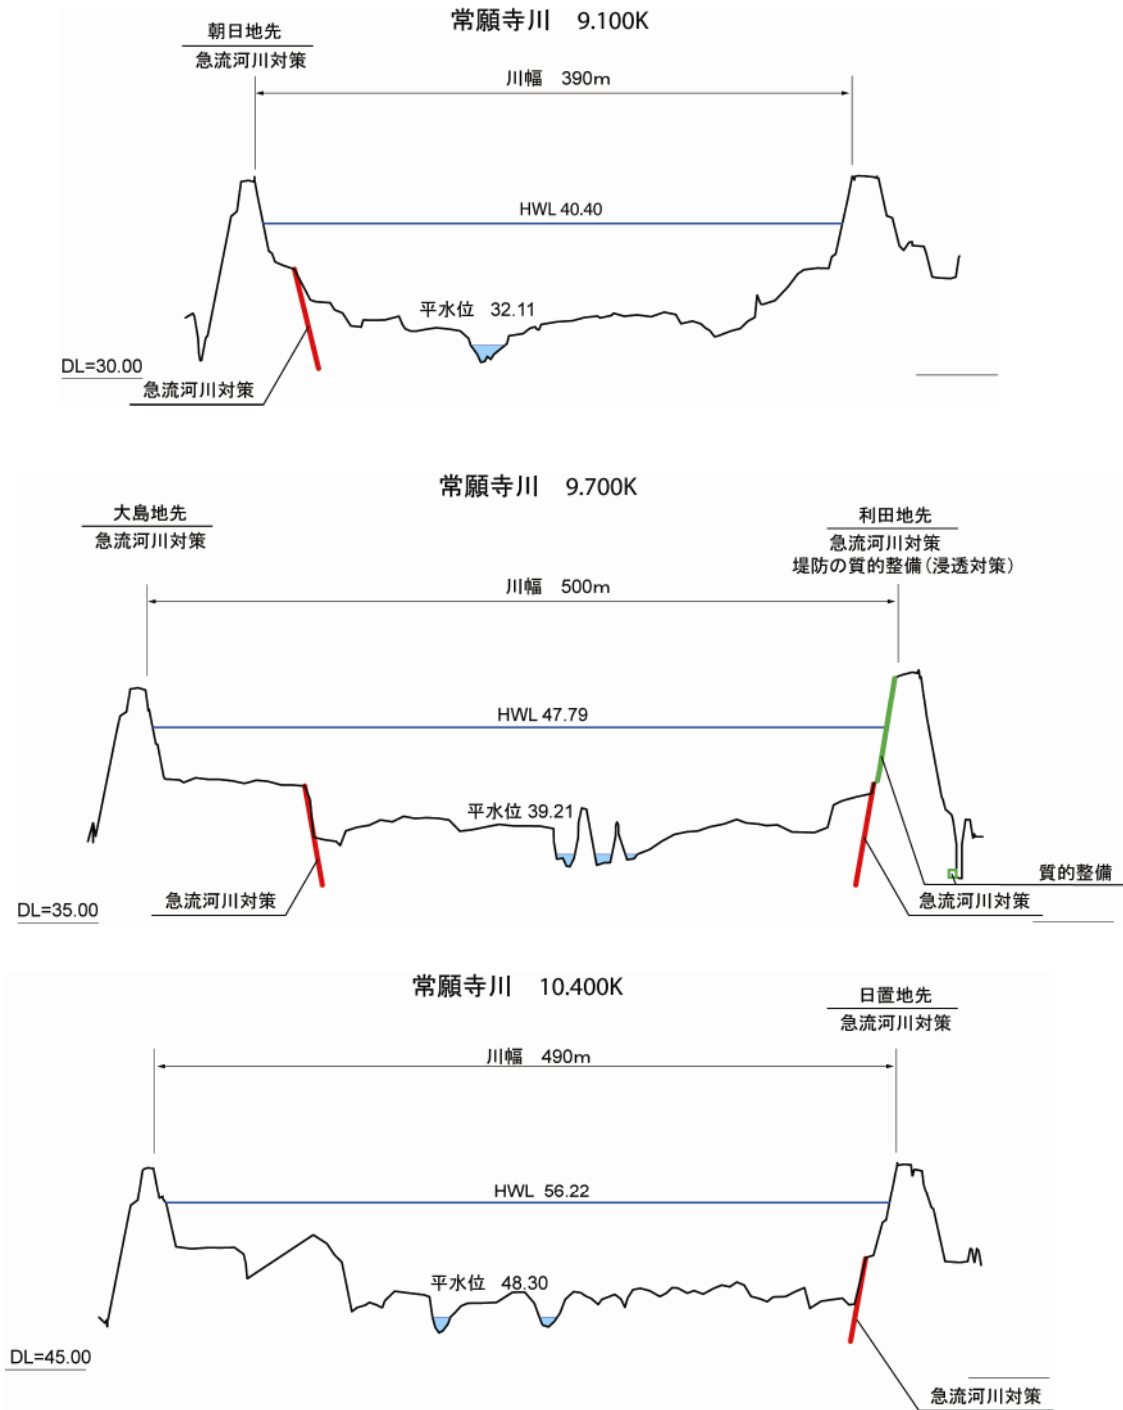 常願寺川 9.100K
朝日地先
急流河川対策
川幅 390m
HWL 40.40
平水位 32.11
DL=30.00
急流河川対策
常願寺川 9.700K
大島地先
急流河川対策
利田地先
急流河川対策
堤防の質的整備(浸透対策)
川幅 500m
HWL 47.79
平水位 39.21
質的整備
急流河川対策
急流河川対策
DL=35.00
常願寺川 10.400K
日置地先
急流河川対策
川幅 490m
HWL 56.22
平水位 48.30
DL=45.00
急流河川対策